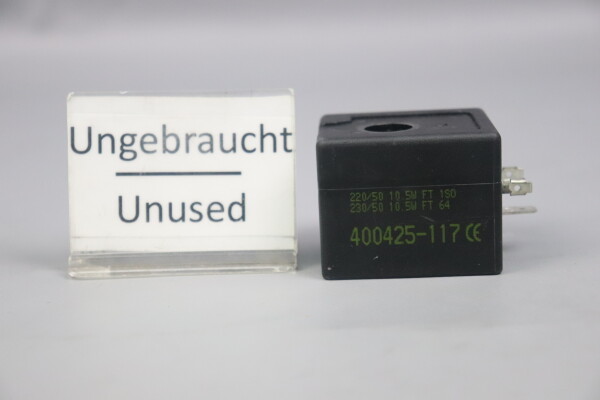 Ungebraucht
Unused
220/50 10.5W FT 150
230/50 10.5W FT 64
400425-117 CE